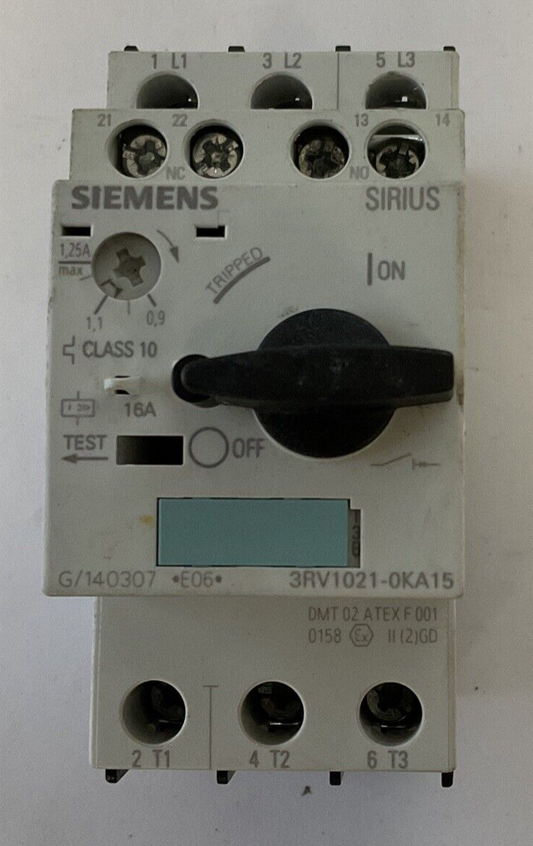 1 L1 3 L2 5 L3
21 22 13 14
NC NO
SIEMENS SIRIUS
1,25A
max
TRIPPED
ON
1,1 0,9
CLASS 10
16A
TEST OFF
G/140307 •E06• 3RV1021-0KA15
DMT 02 ATEX F 001
0158 Ex II (2) GD
2 T1 4 T2 6 T3